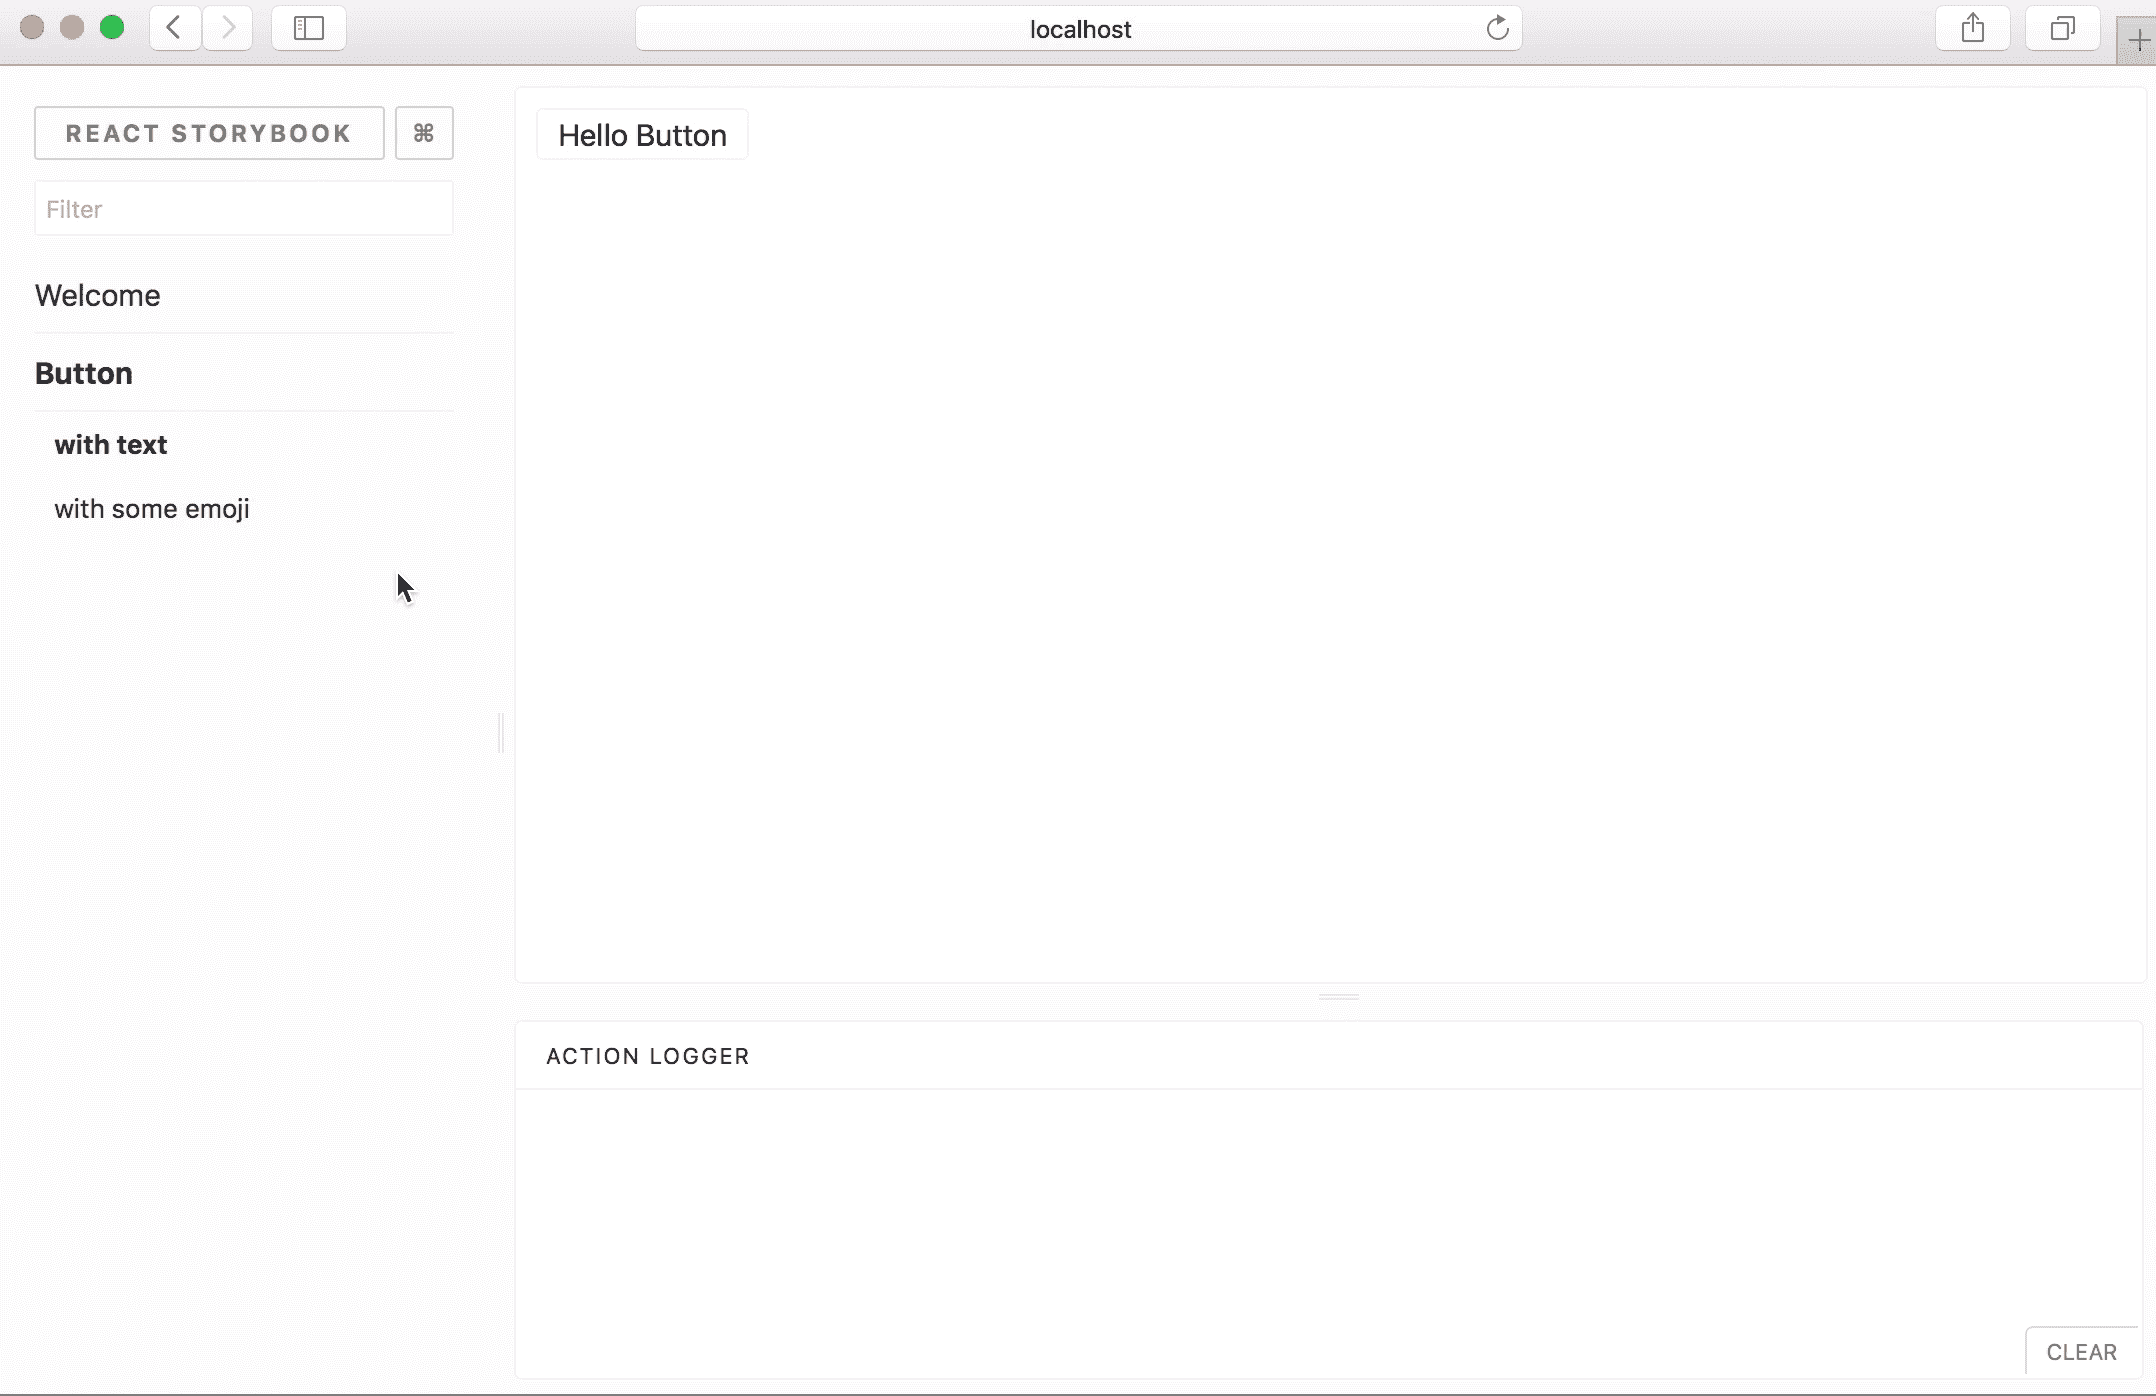 localhost
REACT STORYBOOK ⌘
Filter
Welcome
Button
with text
with some emoji
Hello Button
ACTION LOGGER
CLEAR